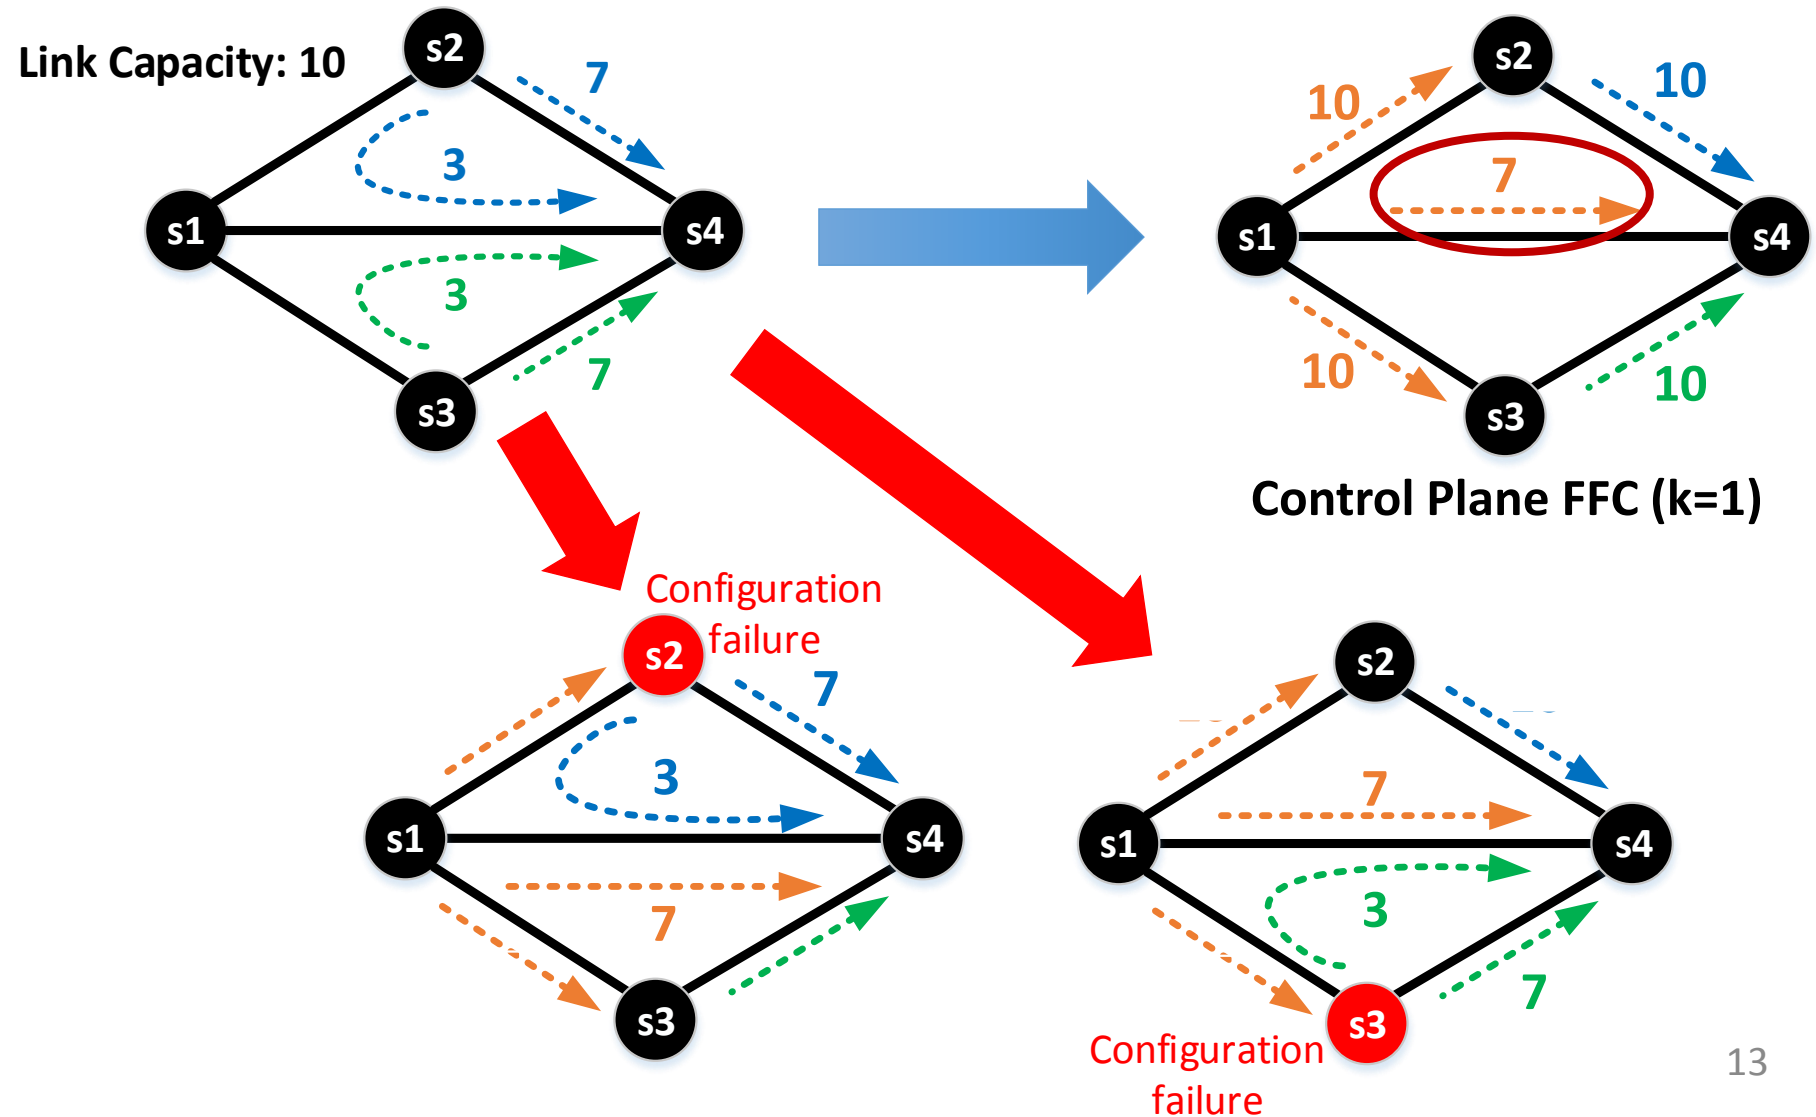 Link Capacity: 10
s2
7
3
s1
s4
3
s3
7
s2
10
10
7
s1
s4
10
10
s3
Control Plane FFC (k=1)
Configuration
failure
s2
7
3
s1
s4
7
s3
s2
7
s1
s4
3
7
s3
Configuration
failure
13